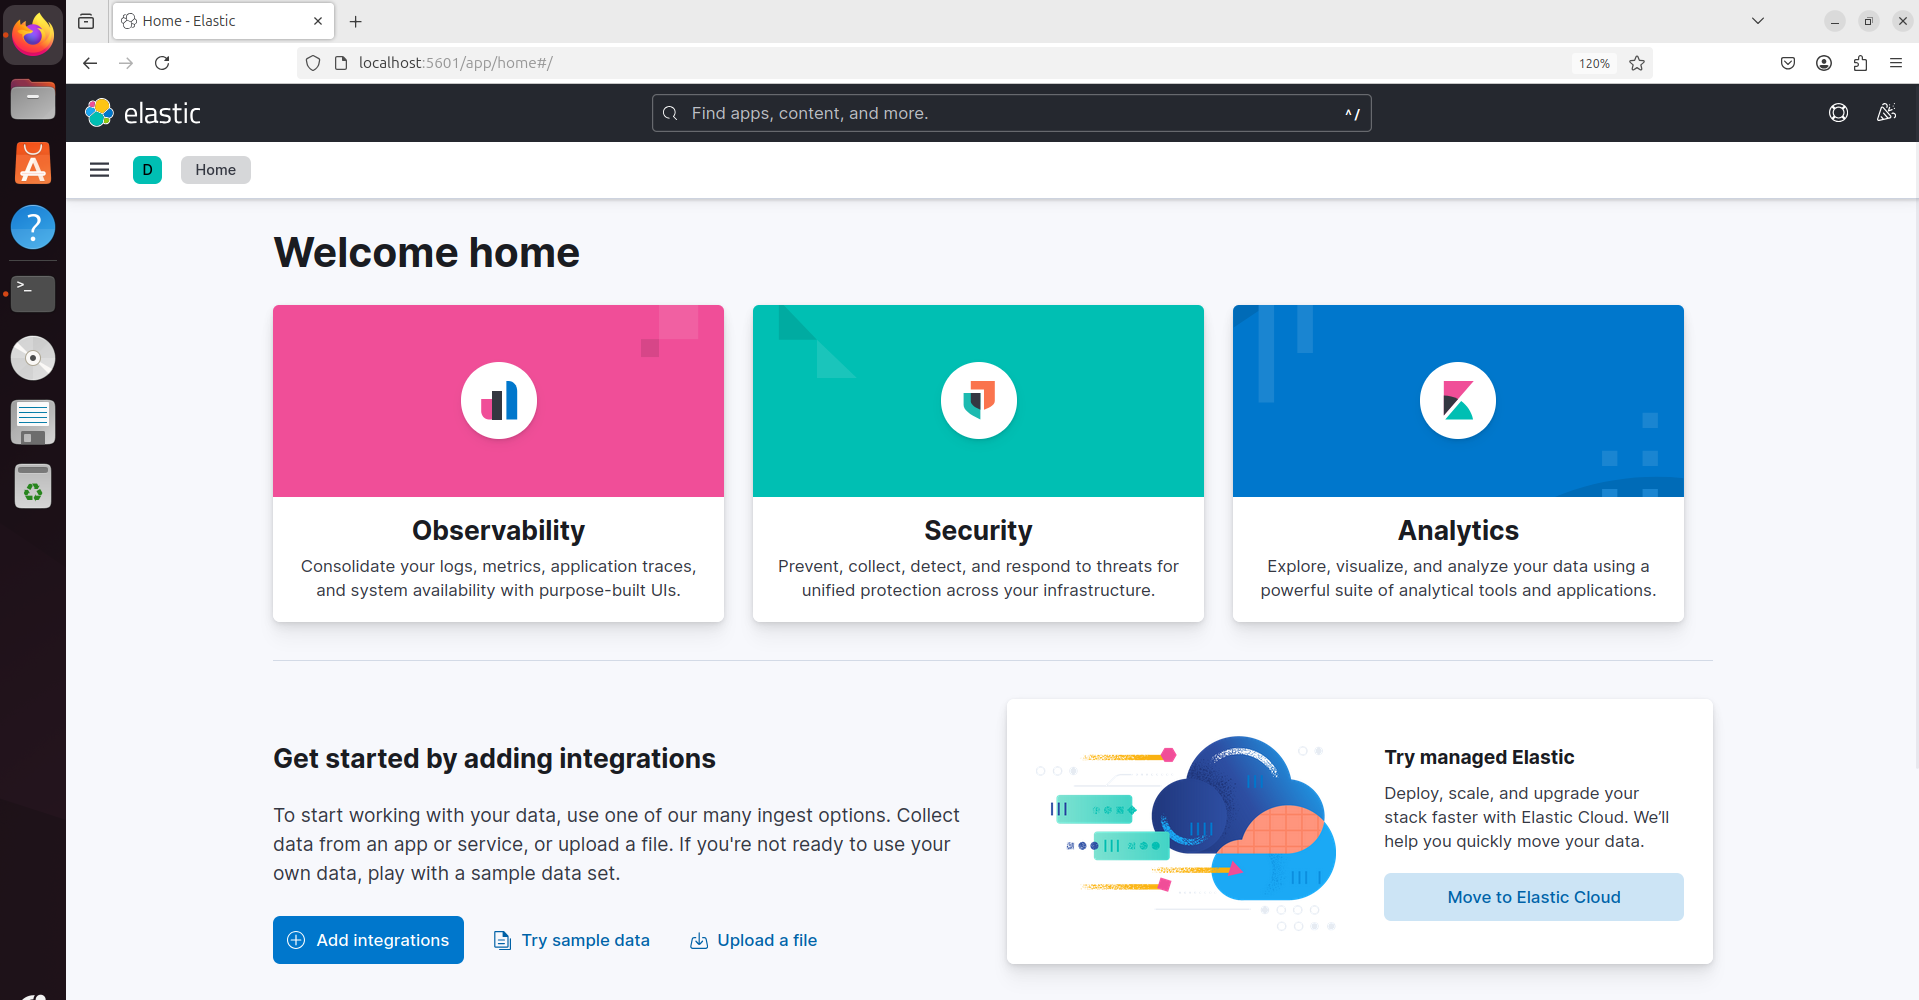 Home - Elastic
localhost:5601/app/home#/
120%
elastic
Find apps, content, and more.
^ /
D
Home
Welcome home
Observability
Consolidate your logs, metrics, application traces,
and system availability with purpose-built UIs.
Security
Prevent, collect, detect, and respond to threats for
unified protection across your infrastructure.
Analytics
Explore, visualize, and analyze your data using a
powerful suite of analytical tools and applications.
Get started by adding integrations
To start working with your data, use one of our many ingest options. Collect
data from an app or service, or upload a file. If you're not ready to use your
own data, play with a sample data set.
Add integrations
Try sample data
Upload a file
Try managed Elastic
Deploy, scale, and upgrade your
stack faster with Elastic Cloud. We’ll
help you quickly move your data.
Move to Elastic Cloud